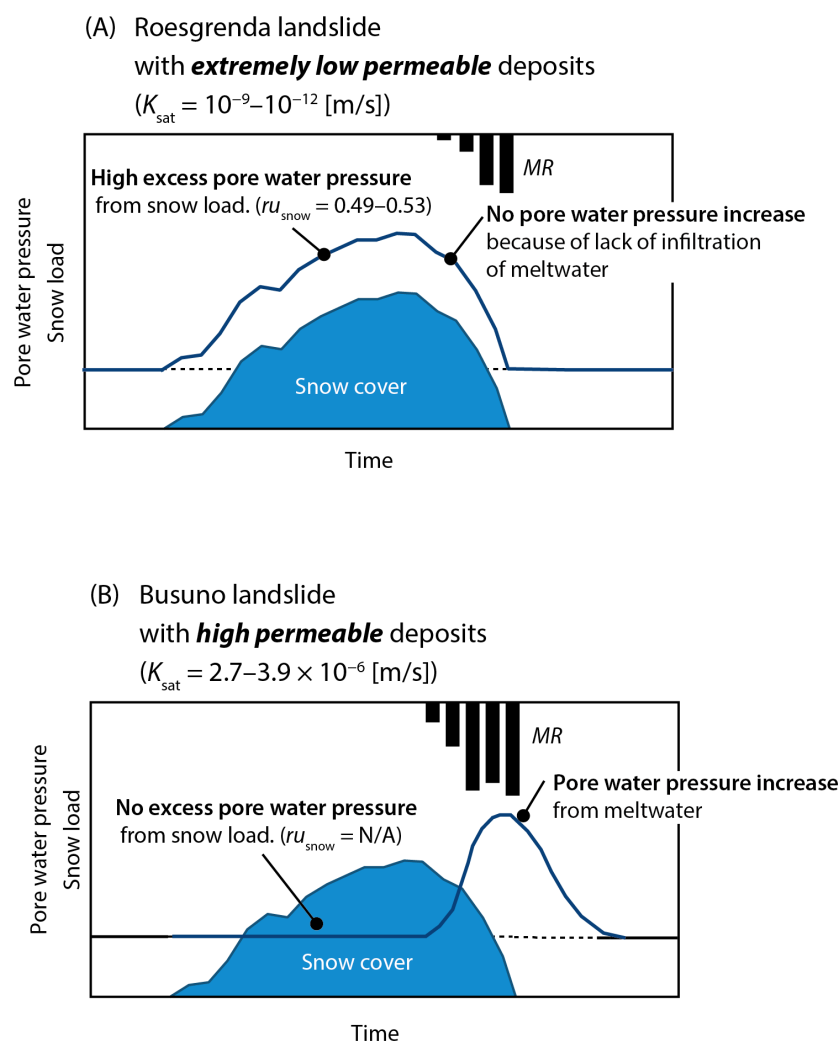 (A) Roesgrenda landslide
with extremely low permeable deposits
(Ksat = 10−9–10−12 [m/s])
MR
High excess pore water pressure
from snow load. (rusnow = 0.49–0.53)
No pore water pressure increase
because of lack of infiltration
of meltwater
Pore water pressure
Snow load
Snow cover
Time
(B) Busuno landslide
with high permeable deposits
(Ksat = 2.7–3.9 × 10−6 [m/s])
MR
Pore water pressure increase
from meltwater
No excess pore water pressure
from snow load. (rusnow = N/A)
Pore water pressure
Snow load
Snow cover
Time